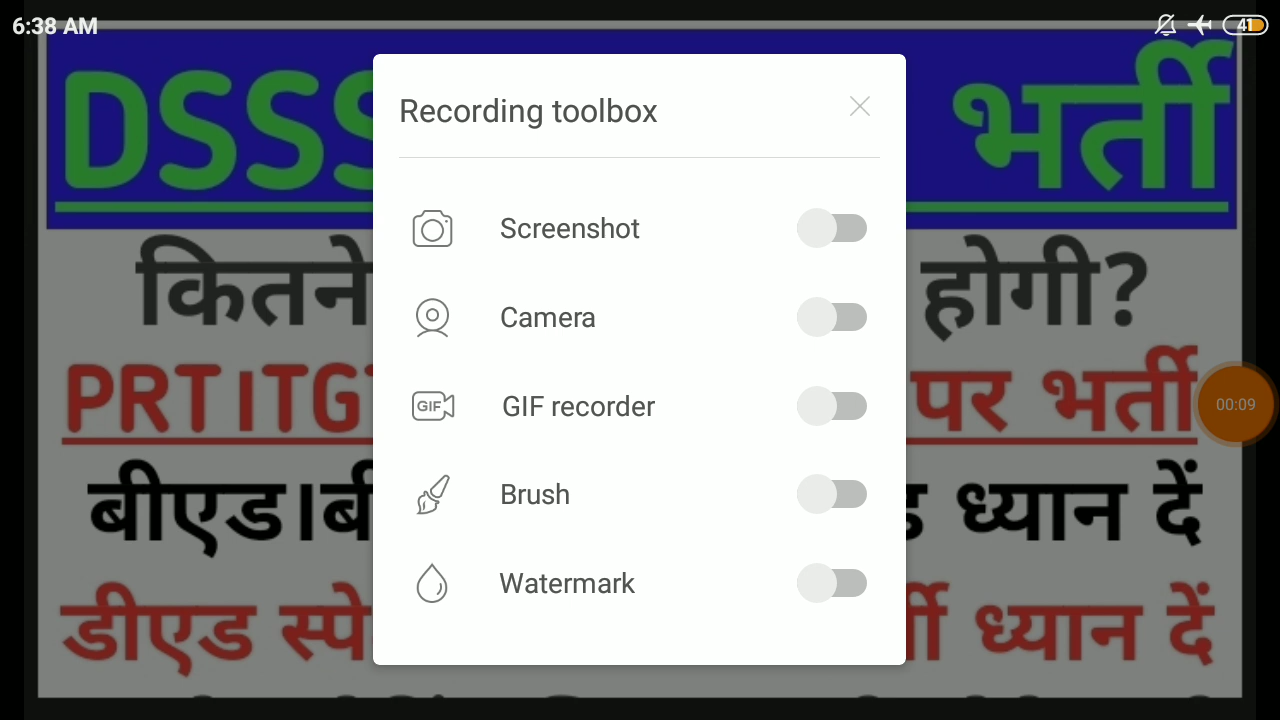 6:38 AM
41
Recording toolbox
DSSS भर्ती
Screenshot
कितने होगी?
Camera
GIF
GIF recorder
PRT।TG पर भर्ती
00:09
Brush
बीएड।बी ध्यान दें
Watermark
डीएड स्पे ध्यान दें